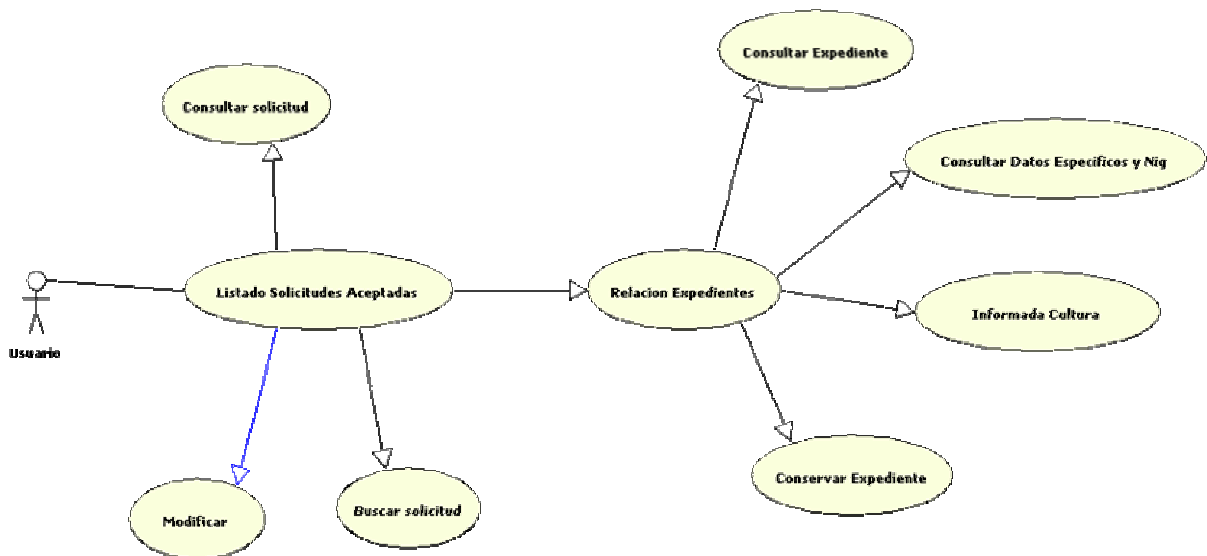 Consultar Expediente
Consultar solicitud
Consultar Datos Específicos y Nig
Listado Solicitudes Aceptadas
Relacion Expedientes
Informada Cultura
Usuario
Conservar Expediente
Modificar
Buscar solicitud